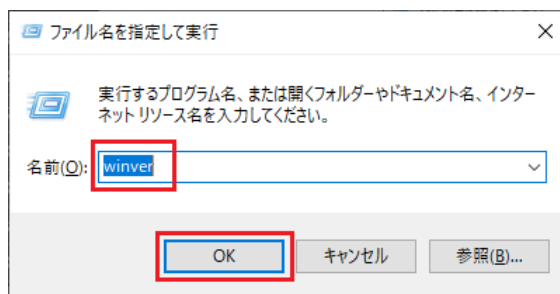 ファイル名を指定して実行
実行するプログラム名、または開くフォルダーやドキュメント名、インター
ネット リソース名を入力してください。
名前(O): winver
OK キャンセル 参照(B)...